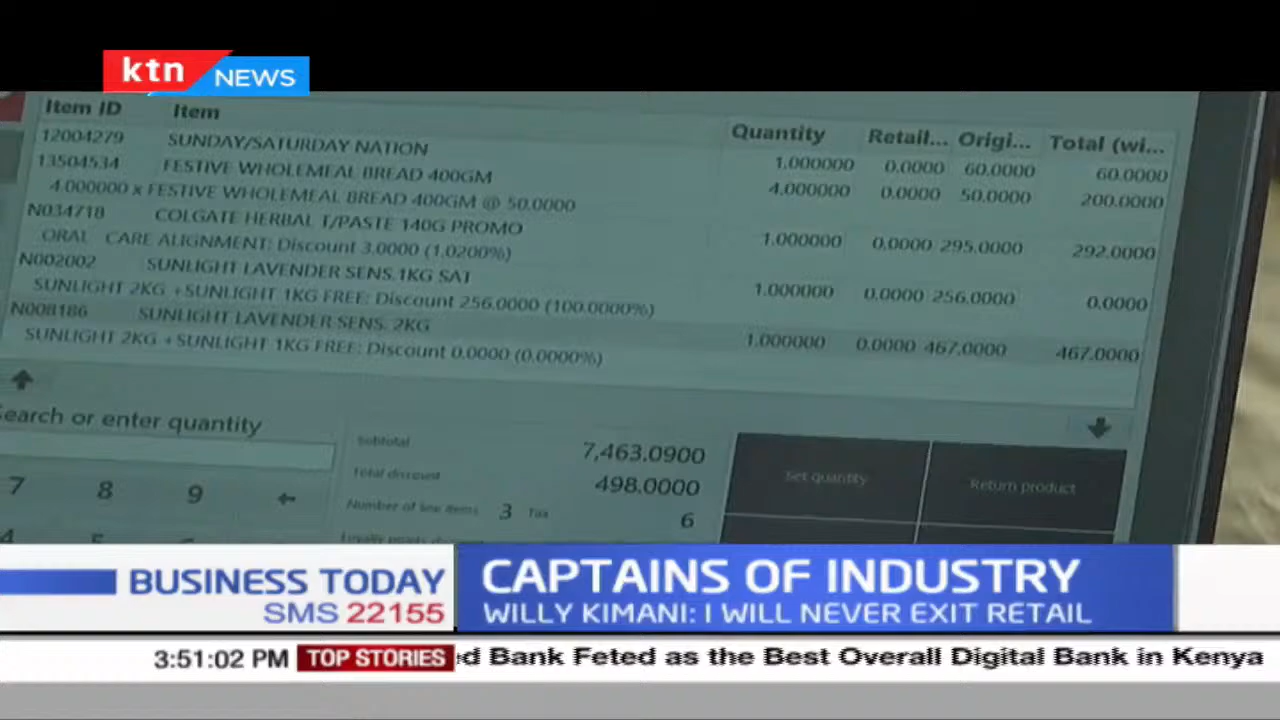 ktn NEWS
Item ID Item Quantity Retail... Origi... Total (wi...
12004279 SUNDAY/SATURDAY NATION 1.000000 0.0000 60.0000 60.0000
13504534 FESTIVE WHOLEMEAL BREAD 400GM 4.000000 0.0000 50.0000 200.0000
4.000000 x FESTIVE WHOLEMEAL BREAD 400GM @ 50.0000
N034718 COLGATE HERBAL T/PASTE 140G PROMO 1.000000 0.0000 295.0000 292.0000
ORAL CARE ALIGNMENT: Discount 3.0000 (1.0200%)
N002002 SUNLIGHT LAVENDER SENS.1KG SAT 1.000000 0.0000 256.0000 0.0000
SUNLIGHT 2KG +SUNLIGHT 1KG FREE: Discount 256.0000 (100.0000%)
N008186 SUNLIGHT LAVENDER SENS. 2KG 1.000000 0.0000 467.0000 467.0000
SUNLIGHT 2KG +SUNLIGHT 1KG FREE: Discount 0.0000 (0.0000%)
Search or enter quantity
7 8 9
Subtotal 7,463.0900
Total discount 498.0000
Number of line items 3 Tax 6
Set quantity Return product
BUSINESS TODAY
SMS 22155
CAPTAINS OF INDUSTRY
WILLY KIMANI: I WILL NEVER EXIT RETAIL
3:51:02 PM TOP STORIES d Bank Feted as the Best Overall Digital Bank in Kenya